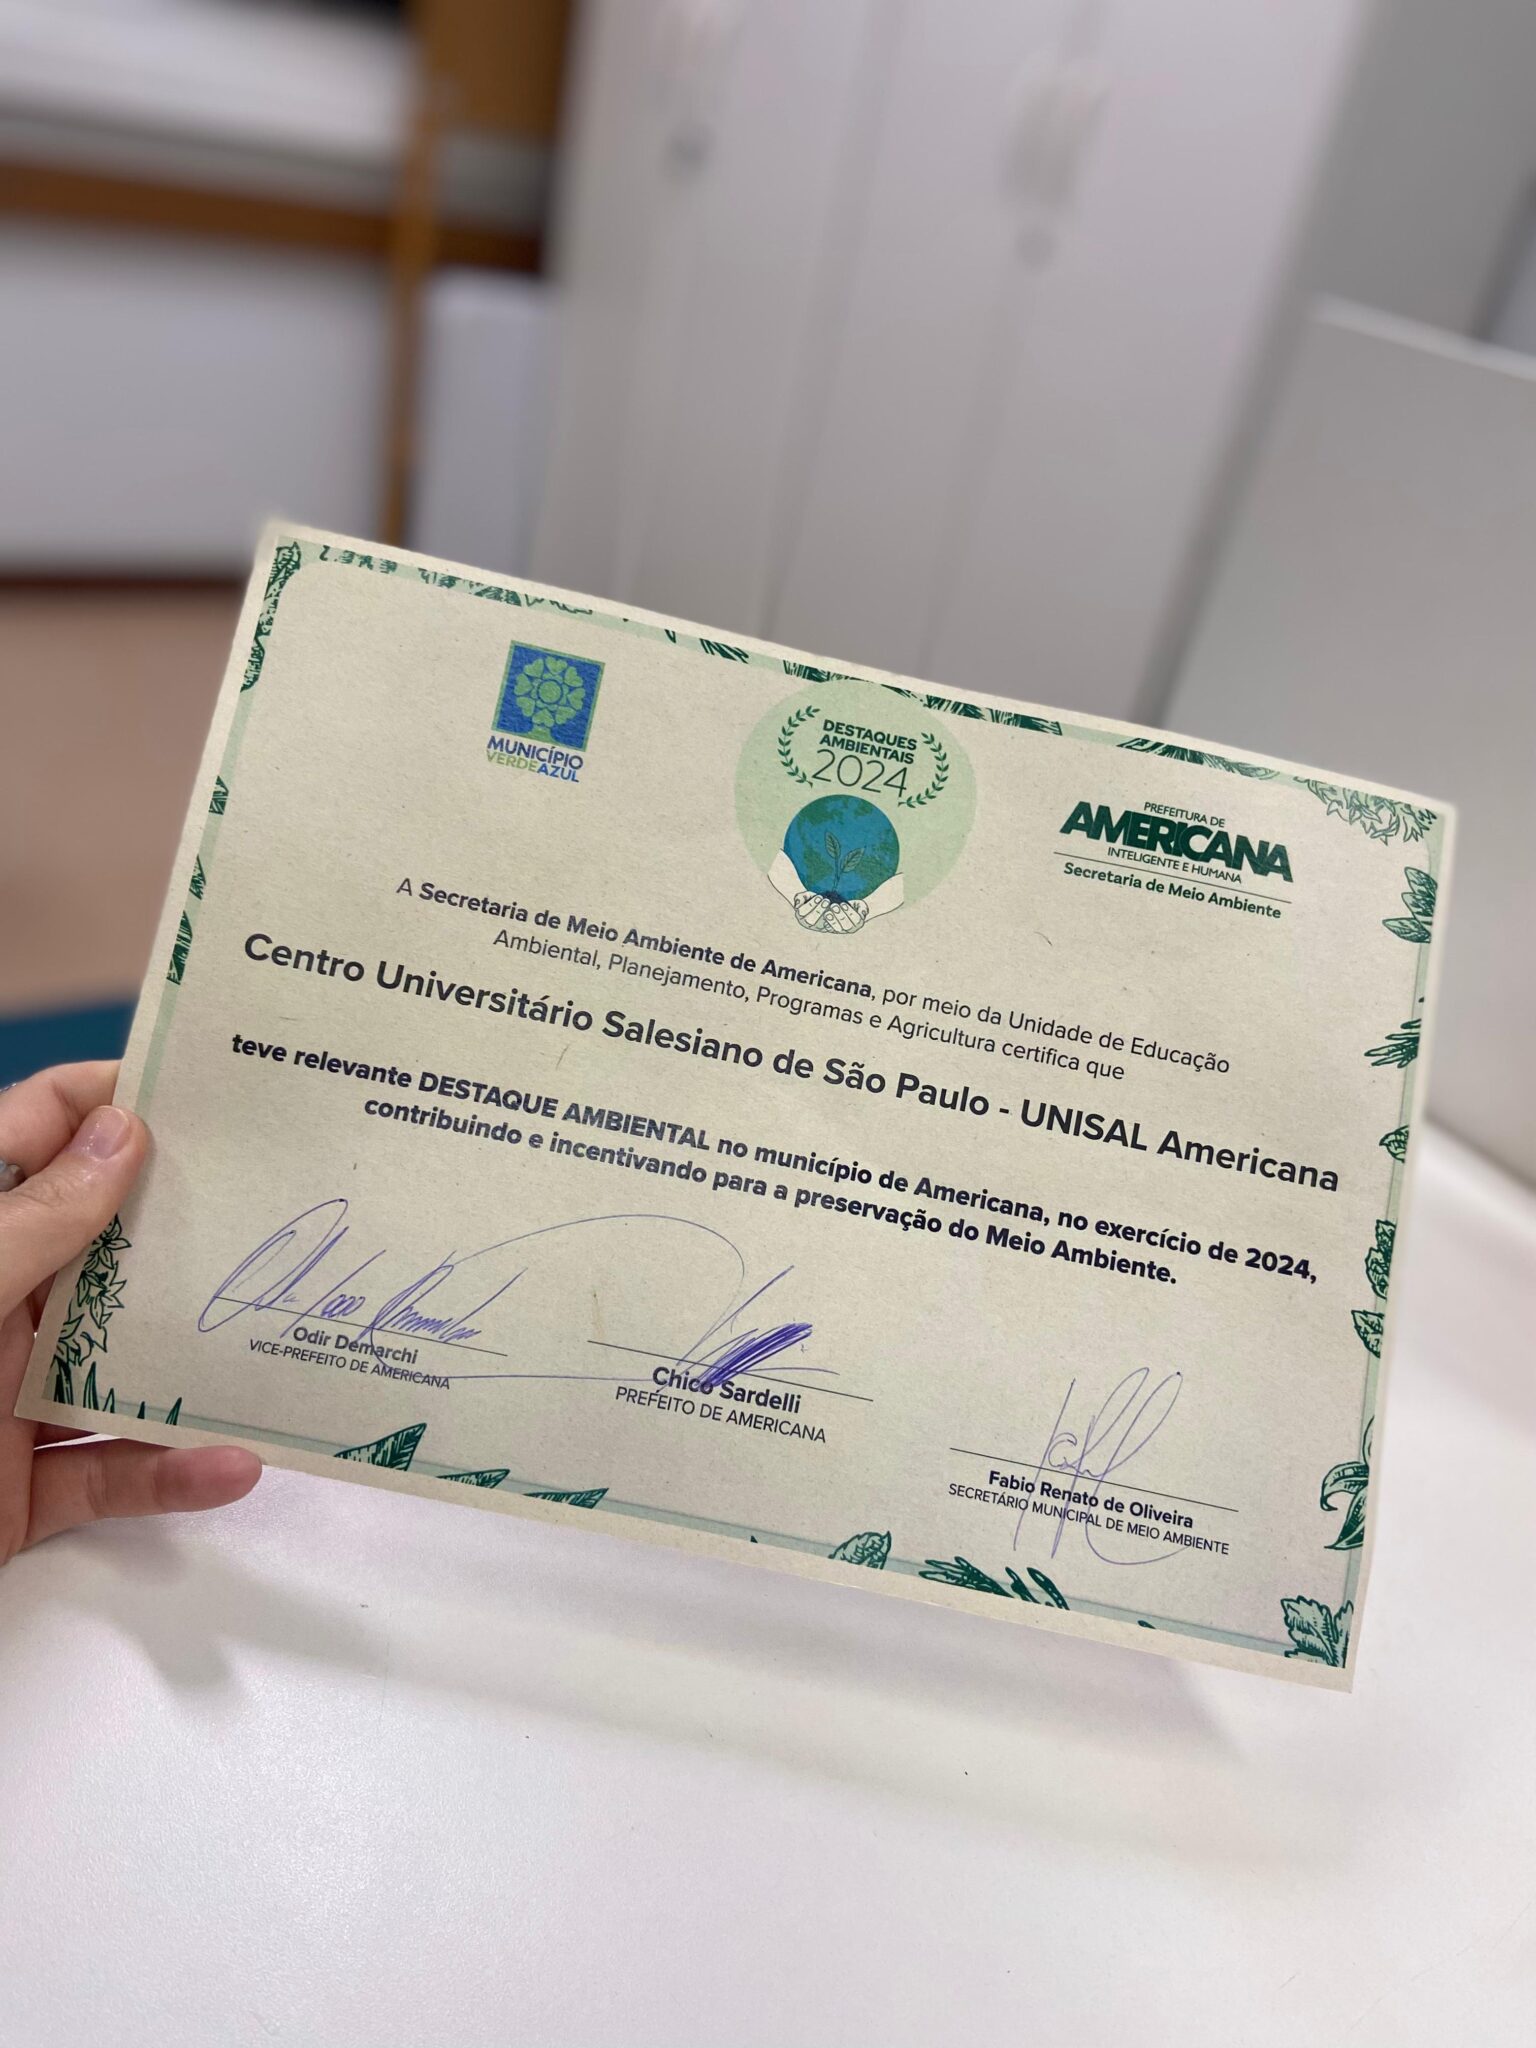 MUNICÍPIO
VERDEAZUL
DESTAQUES
AMBIENTAIS
2024
PREFEITURA DE
AMERICANA
INTELIGENTE E HUMANA
Secretaria de Meio Ambiente
A Secretaria de Meio Ambiente de Americana, por meio da Unidade de Educação
Ambiental, Planejamento, Programas e Agricultura certifica que
Centro Universitário Salesiano de São Paulo - UNISAL Americana
teve relevante DESTAQUE AMBIENTAL no município de Americana, no exercício de 2024,
contribuindo e incentivando para a preservação do Meio Ambiente.
Odir Demarchi
VICE-PREFEITO DE AMERICANA
Chico Sardelli
PREFEITO DE AMERICANA
Fabio Renato de Oliveira
SECRETÁRIO MUNICIPAL DE MEIO AMBIENTE